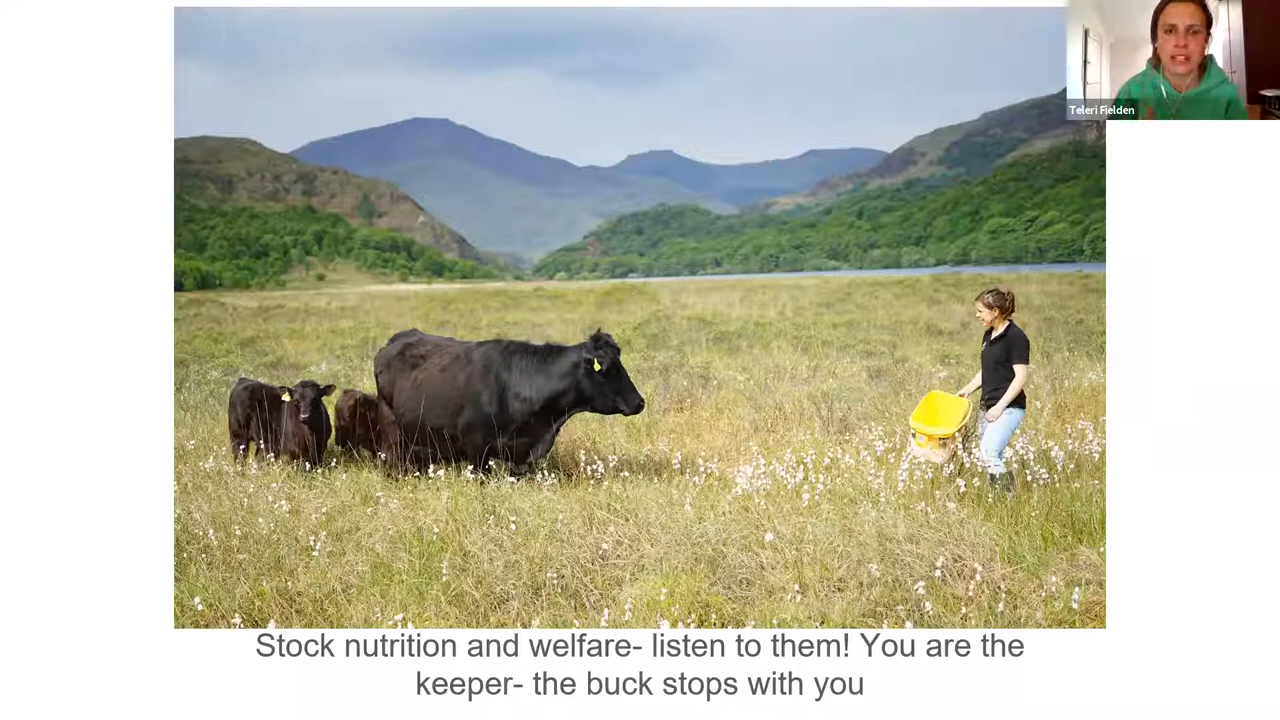 Teleri Fielden
Stock nutrition and welfare- listen to them! You are the
keeper- the buck stops with you